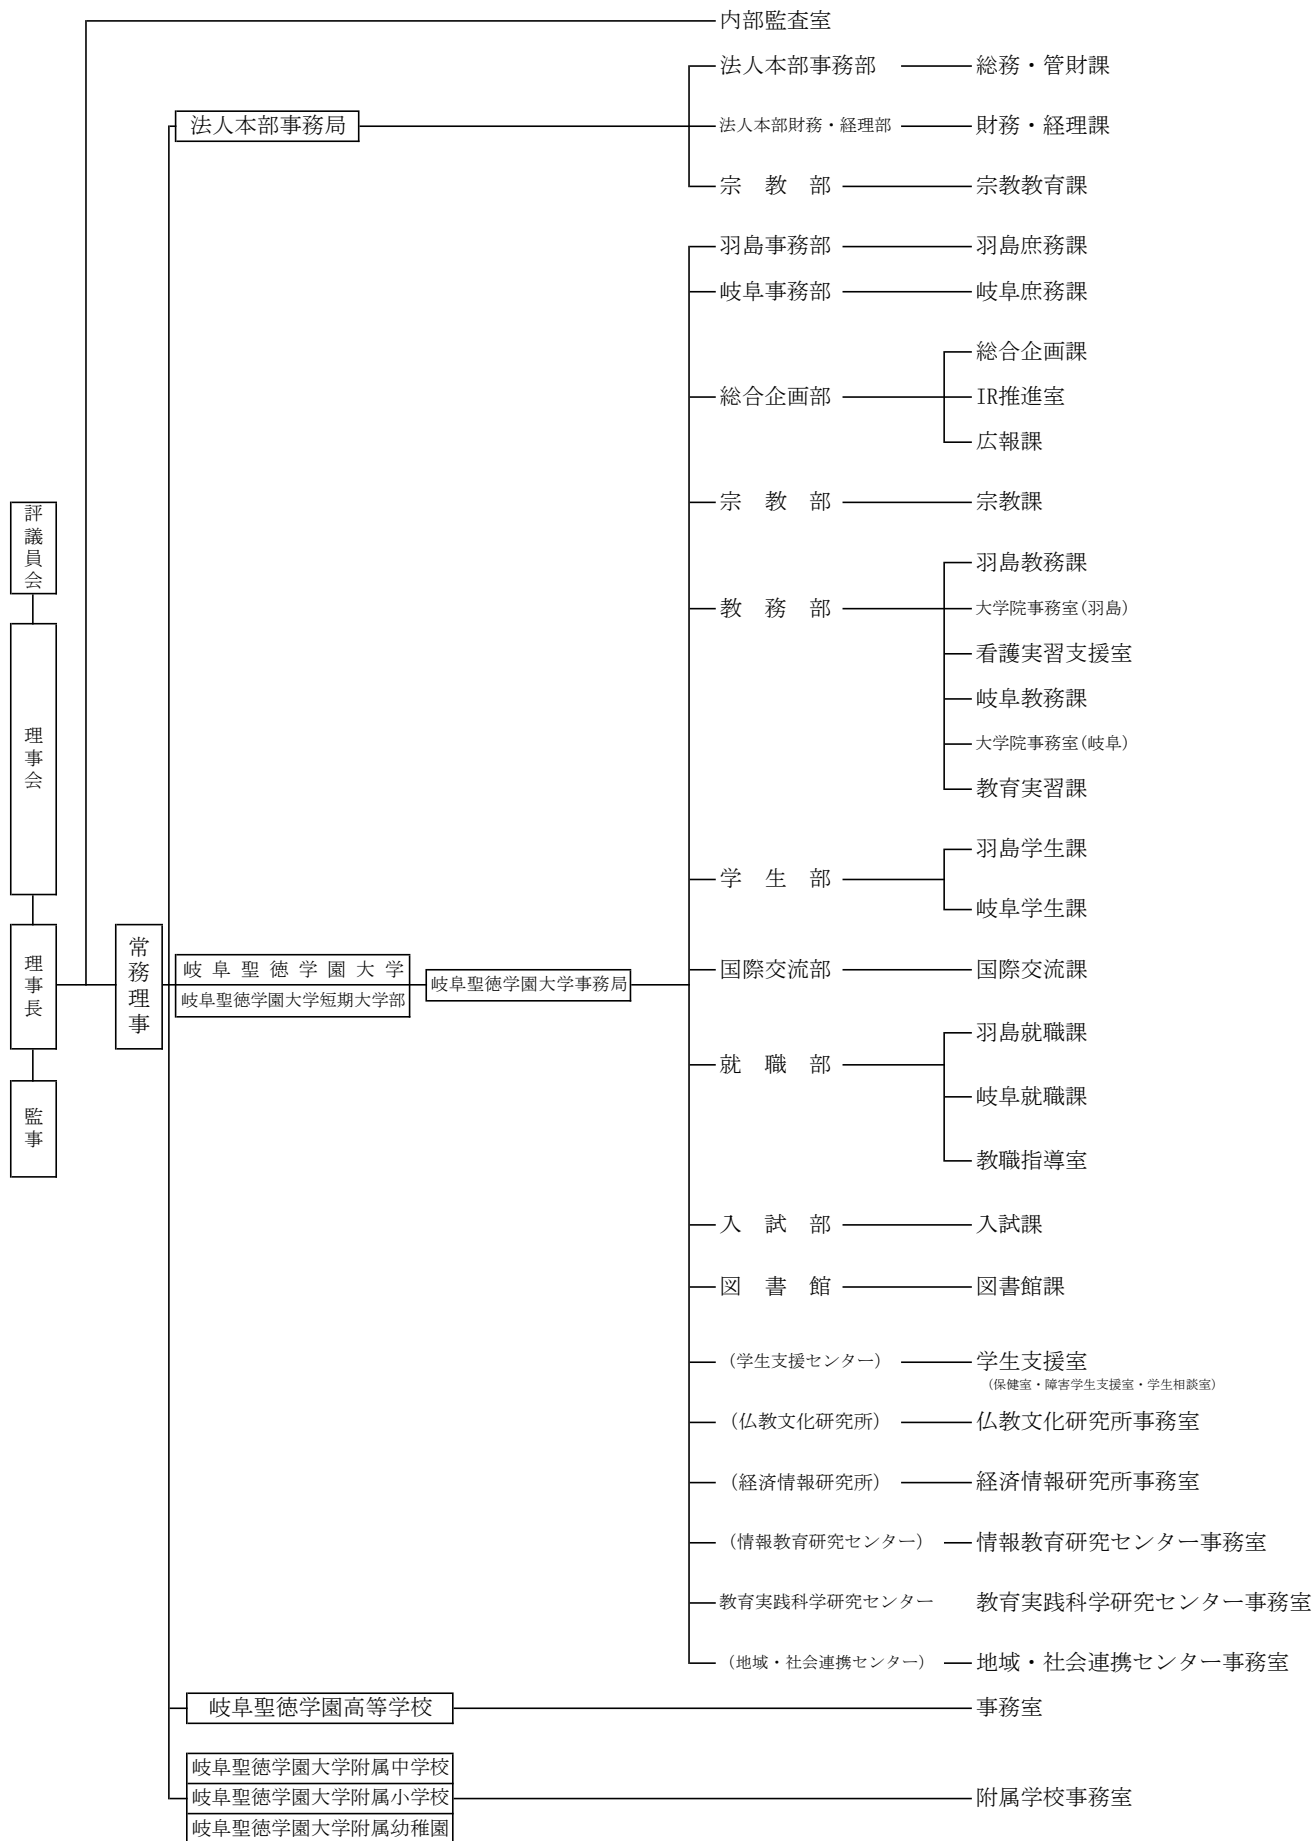 内部監査室
法人本部事務部 総務・管財課
法人本部事務局 法人本部財務・経理部 財務・経理課
宗教部 宗教教育課
羽島事務部 羽島庶務課
岐阜事務部 岐阜庶務課
総合企画課
総合企画部 IR推進室
広報課
宗教部 宗教課
評議員会
羽島教務課
教務部 大学院事務室(羽島)
看護実習支援室
岐阜教務課
理事会
大学院事務室(岐阜)
教育実習課
羽島学生課
学生部
岐阜学生課
理事長
常務理事
岐阜聖徳学園大学
岐阜聖徳学園大学短期大学部
岐阜聖徳学園大学事務局
国際交流部 国際交流課
羽島就職課
就職部
岐阜就職課
監事
教職指導室
入試部 入試課
図書館 図書館課
(学生支援センター) 学生支援室
(保健室・障害学生支援室・学生相談室)
(仏教文化研究所) 仏教文化研究所事務室
(経済情報研究所) 経済情報研究所事務室
(情報教育研究センター) 情報教育研究センター事務室
教育実践科学研究センター 教育実践科学研究センター事務室
(地域・社会連携センター) 地域・社会連携センター事務室
岐阜聖徳学園高等学校 事務室
岐阜聖徳学園大学附属中学校
岐阜聖徳学園大学附属小学校 附属学校事務室
岐阜聖徳学園大学附属幼稚園